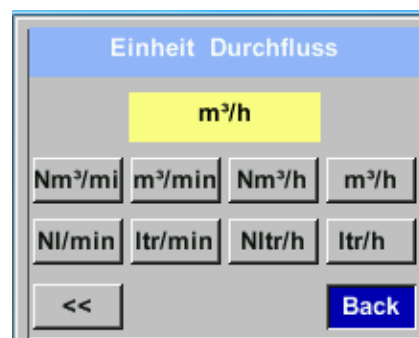 Einheit Durchfluss
m³/h
Nm³/mi m³/min Nm³/h m³/h
Nl/min ltr/min Nltr/h ltr/h
<< Back